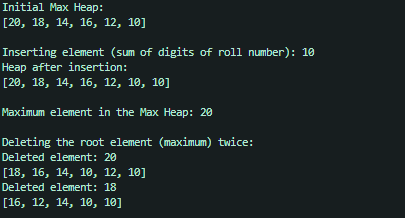 Initial Max Heap:
[20, 18, 14, 16, 12, 10]
Inserting element (sum of digits of roll number): 10
Heap after insertion:
[20, 18, 14, 16, 12, 10, 10]
Maximum element in the Max Heap: 20
Deleting the root element (maximum) twice:
Deleted element: 20
[18, 16, 14, 10, 12, 10]
Deleted element: 18
[16, 12, 14, 10, 10]